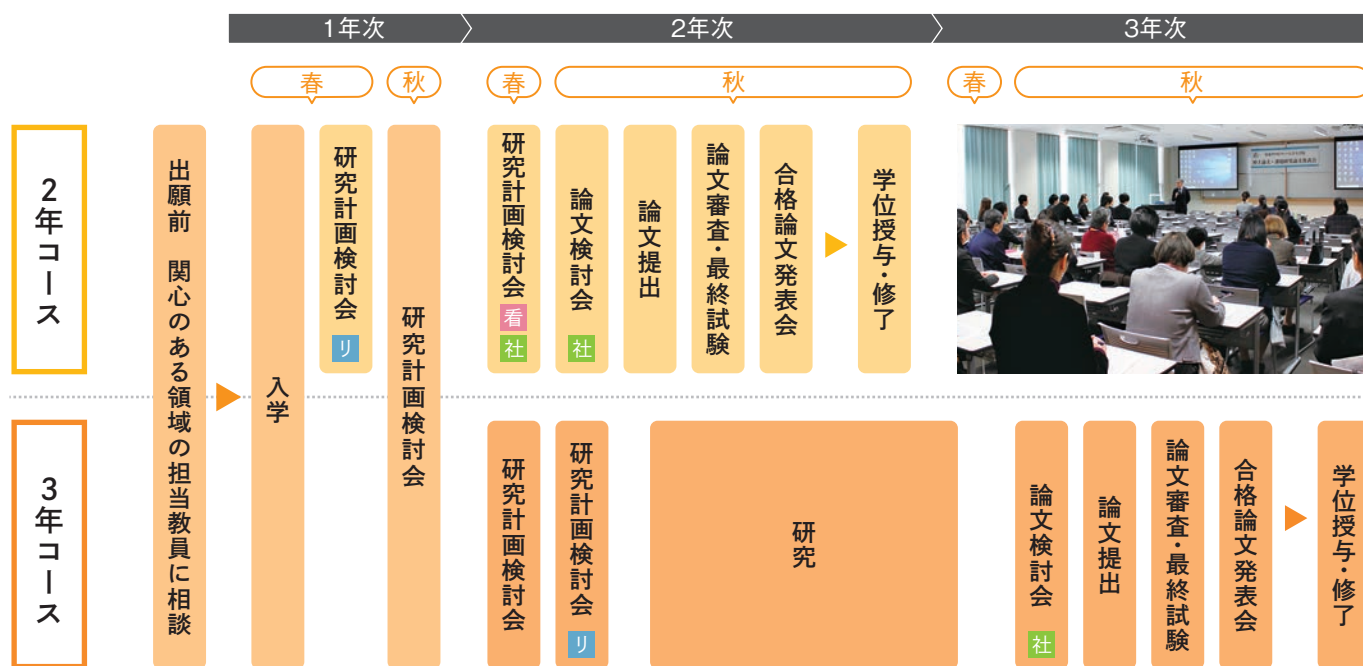 1年次
2年次
3年次
春
秋
春
秋
春
秋
2年コース
出願前 関心のある領域の担当教員に相談
入学
研究計画検討会
リ
研究計画検討会
研究計画検討会
看
社
論文検討会
社
論文提出
論文審査・最終試験
合格論文発表会
学位授与・修了
3年コース
研究計画検討会
研究計画検討会
リ
研究
論文検討会
社
論文提出
論文審査・最終試験
合格論文発表会
学位授与・修了